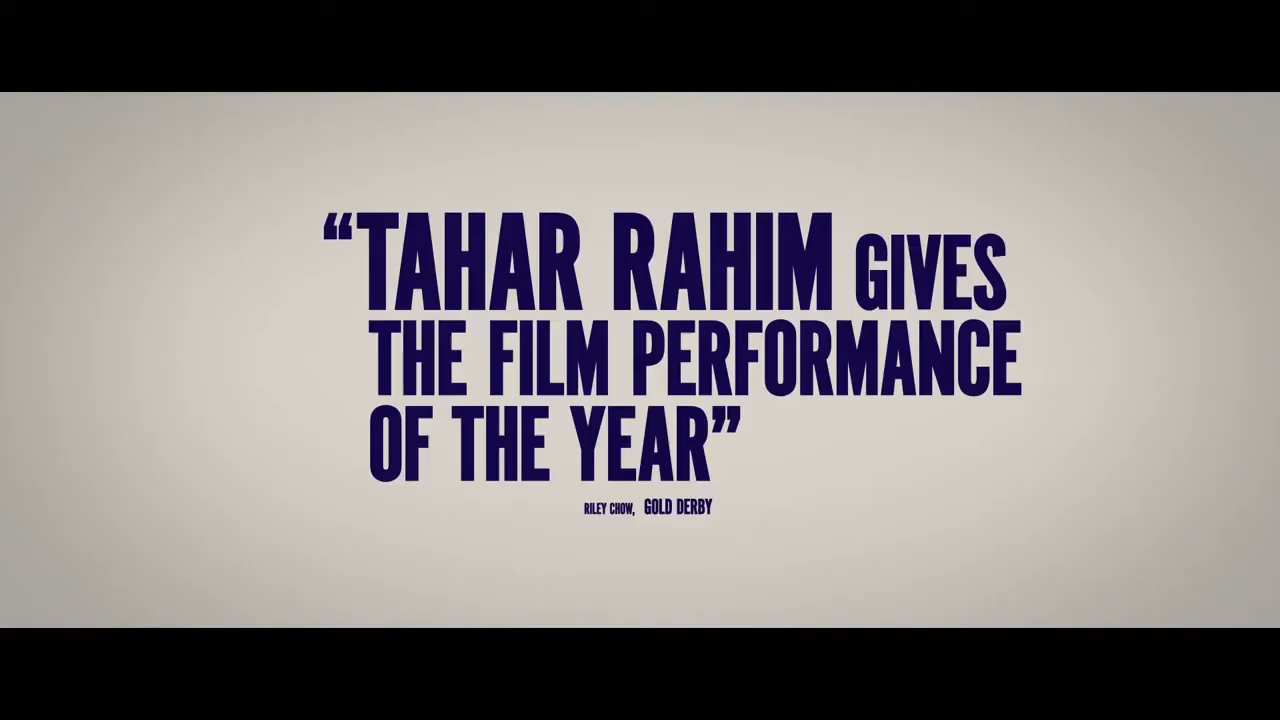 “TAHAR RAHIM GIVES
THE FILM PERFORMANCE
OF THE YEAR”
RILEY CHOW, GOLD DERBY